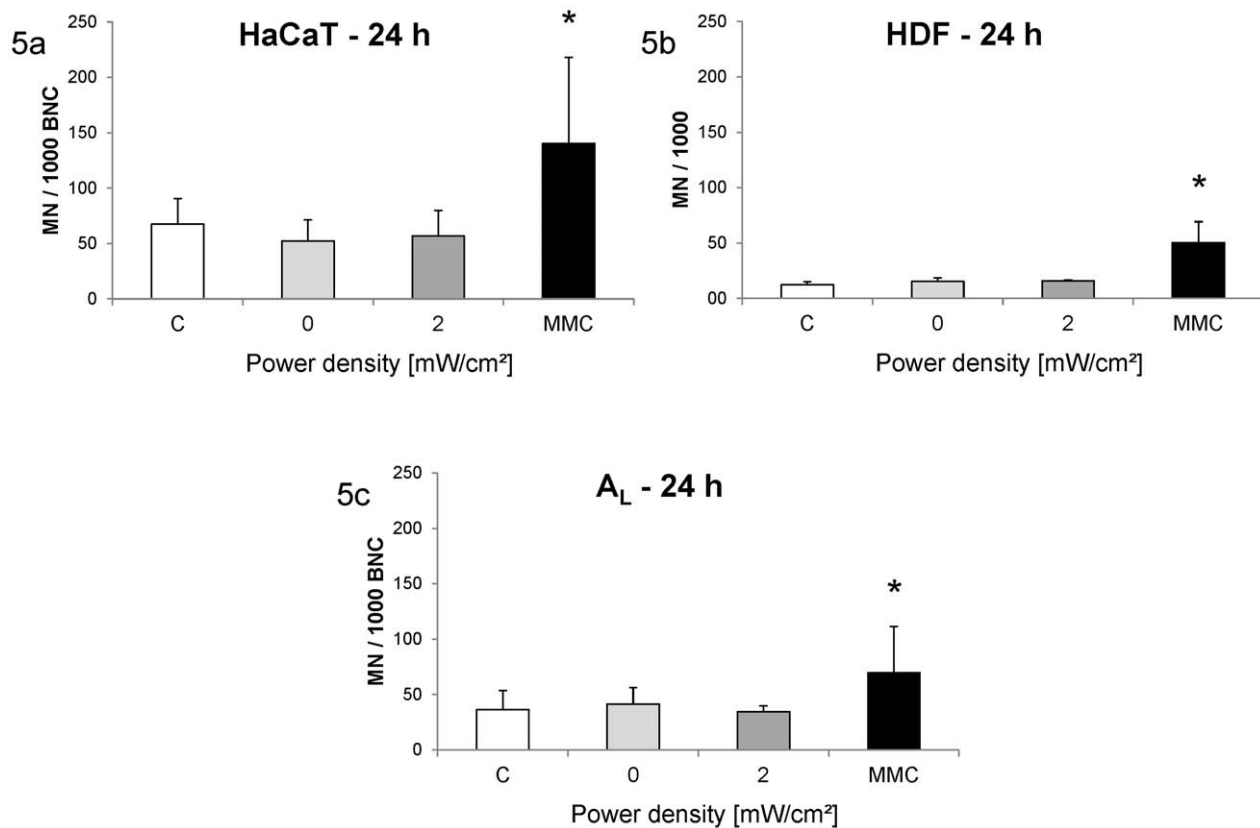 5a
HaCaT - 24 h
MN / 1000 BNC
250
200
150
100
50
0
*
C 0 2 MMC
Power density [mW/cm²]
5b
HDF - 24 h
MN / 1000
250
200
150
100
50
00
*
C 0 2 MMC
Power density [mW/cm²]
5c
AL - 24 h
MN / 1000 BNC
250
200
150
100
50
0
*
C 0 2 MMC
Power density [mW/cm²]